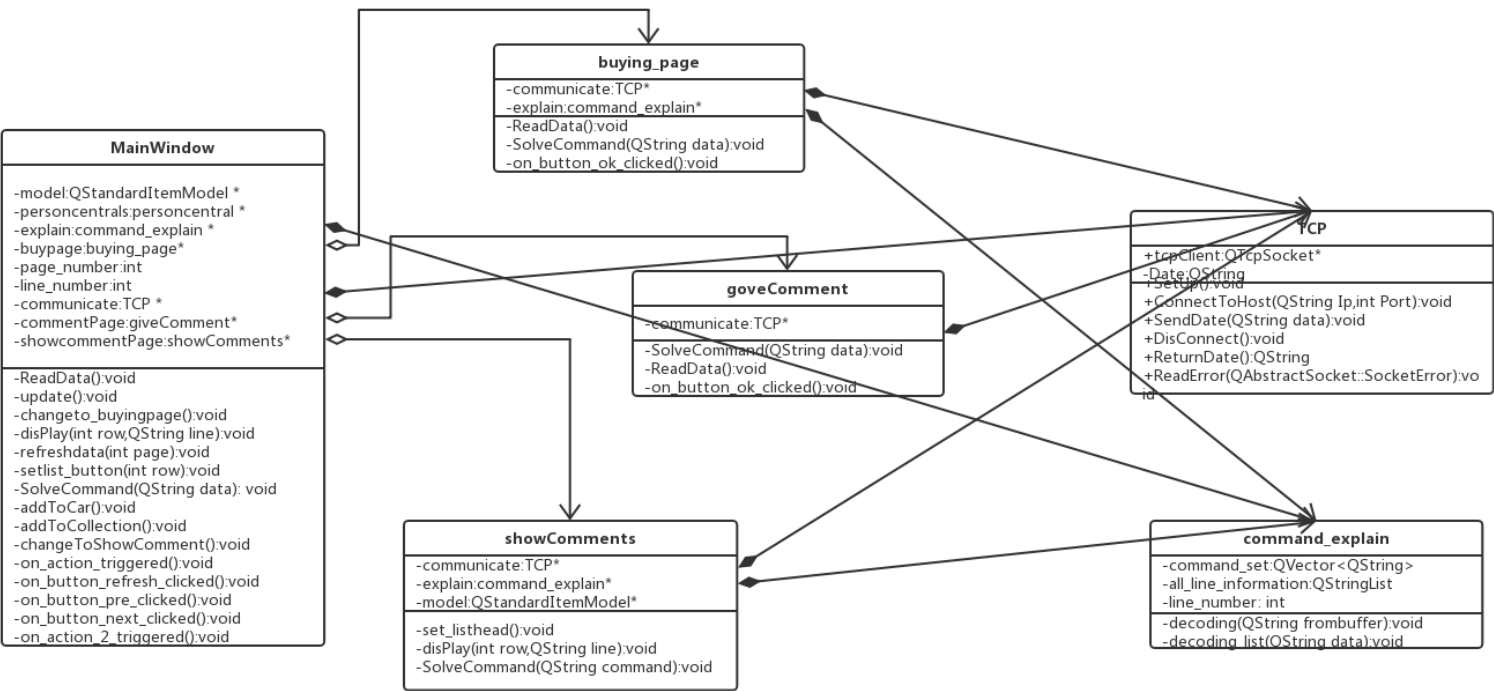 buying_page
-communicate:TCP*
-explain:command_explain*
-ReadData():void
-SolveCommand(QString data):void
-on_button_ok_clicked():void
MainWindow
-model:QStandardItemModel *
-personcentrals:personcentral *
-explain:command_explain *
-buypage:buying_page*
-page_number:int
-line_number:int
-communicate:TCP *
-commentPage:giveComment*
-showcommentPage:showComments*
-ReadData():void
-update():void
-changeto_buyingpage():void
-disPlay(int row,QString line):void
-refreshdata(int page):void
-setlist_button(int row):void
-SolveCommand(QString data): void
-addToCar():void
-addToCollection():void
-changeToShowComment():void
-on_action_triggered():void
-on_button_refresh_clicked():void
-on_button_pre_clicked():void
-on_button_next_clicked():void
-on_action_2_triggered():void
goveComment
-communicate:TCP*
-SolveCommand(QString data):void
-ReadData():void
-on_button_ok_clicked():void
TCP
+tcpClient:QTcpSocket*
-Date:QString
+SetUp():void
+ConnectToHost(QString Ip,int Port):void
+SendDate(QString data):void
+DisConnect():void
+ReturnDate():QString
+ReadError(QAbstractSocket::SocketError):vo
id
showComments
-communicate:TCP*
-explain:command_explain*
-model:QStandardItemModel*
-set_listhead():void
-disPlay(int row,QString line):void
-SolveCommand(QString command):void
command_explain
-command_set:QVector<QString>
-all_line_information:QStringList
-line_number: int
-decoding(QString frombuffer):void
-decoding_list(QString data):void